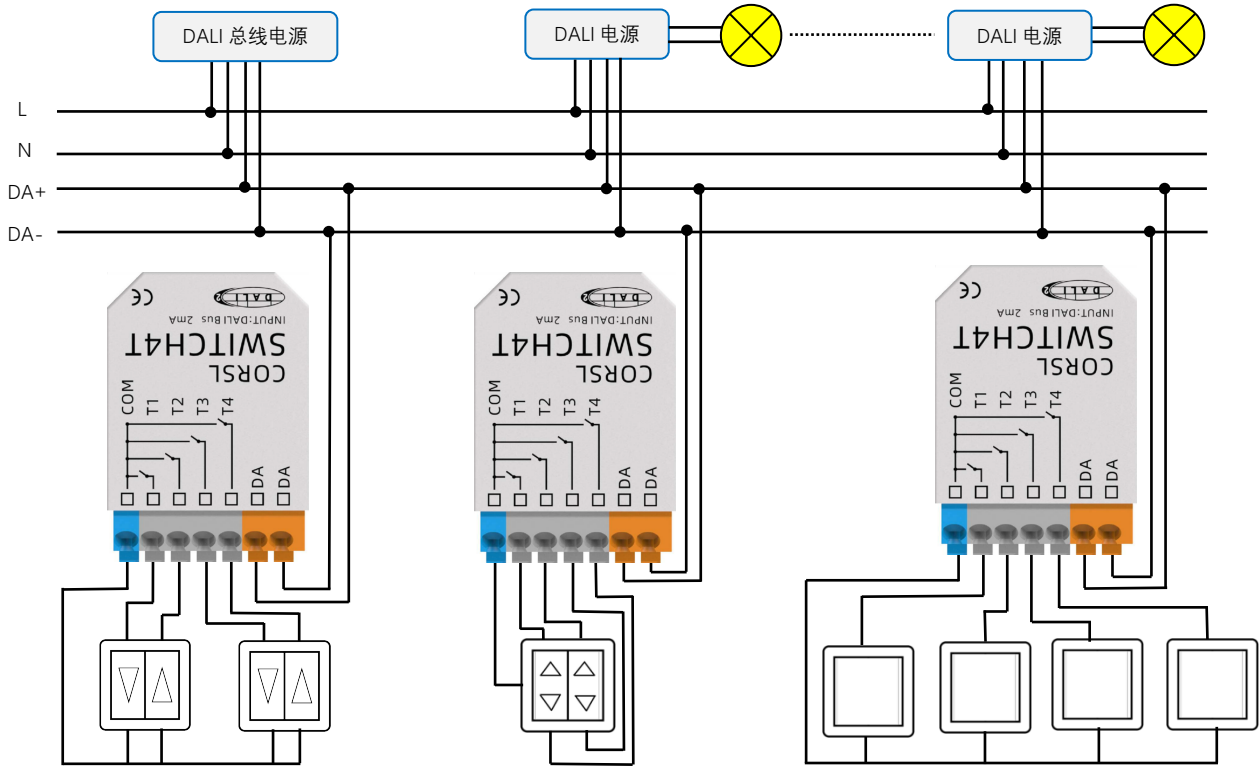 DALI 总线电源
DALI 电源
DALI 电源
L
N
DA+
DA-
CE
DALI 2
INPUT:DALI Bus 2mA
SWITCH4T
CORSL
COM
T1
T2
T3
T4
DA
DA
CE
DALI 2
INPUT:DALI Bus 2mA
SWITCH4T
CORSL
COM
T1
T2
T3
T4
DA
DA
CE
DALI 2
INPUT:DALI Bus 2mA
SWITCH4T
CORSL
COM
T1
T2
T3
T4
DA
DA